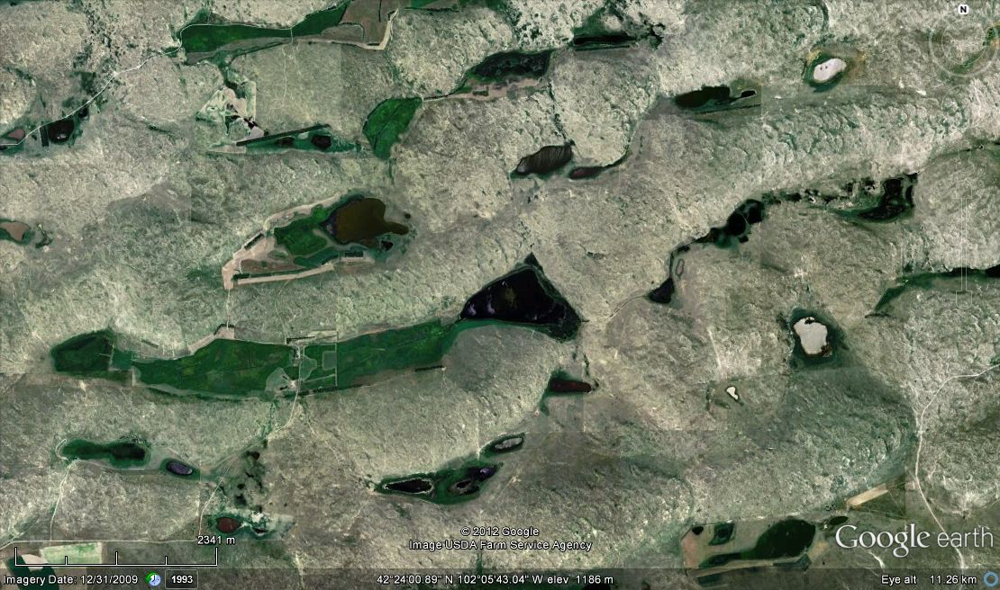 N
2341 m
© 2012 Google
Image USDA Farm Service Agency
Google earth
Imagery Date: 12/31/2009 1993 42°24'00.89" N 102°05'43.04" W elev 1186 m Eye alt 11.26 km